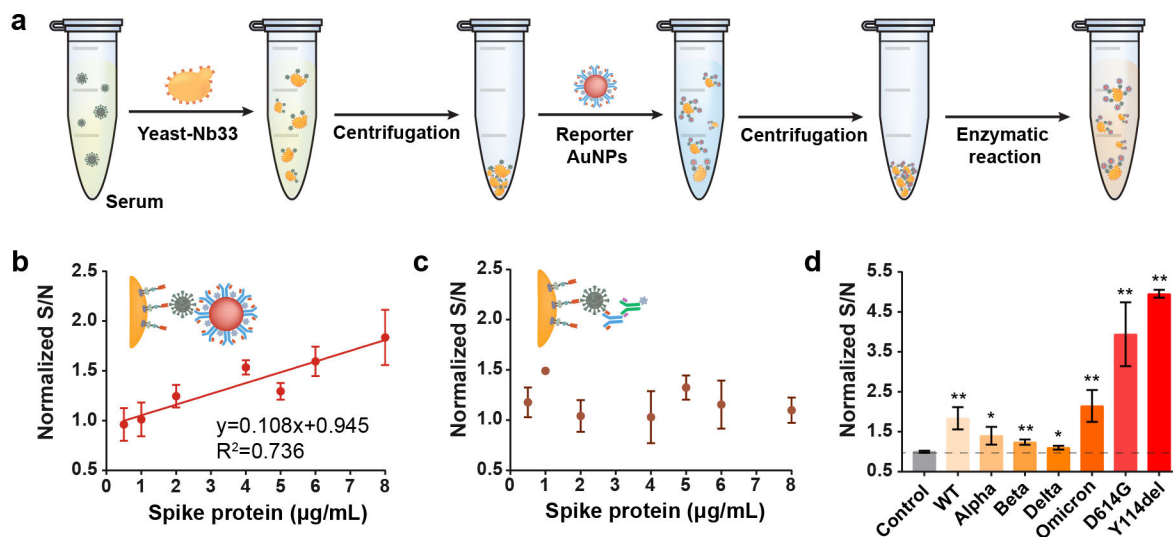 a
Yeast-Nb33
Centrifugation
Reporter
AuNPs
Centrifugation
Enzymatic
reaction
Serum
b
Normalized S/N
2.5
2.0
1.5
1.0
0.5
y=0.108x+0.945
R²=0.736
0 1 2 3 4 5 6 7 8
Spike protein (µg/mL)
c
Normalized S/N
2.5
2.0
1.5
1.0
0.5
0 1 2 3 4 5 6 7 8
Spike protein (µg/mL)
d
Normalized S/N
5.5
4.5
3.5
2.5
1.5
0.5
** * ** * ** ** **
Control
WT
Alpha
Beta
Delta
Omicron
D614G
Y114del